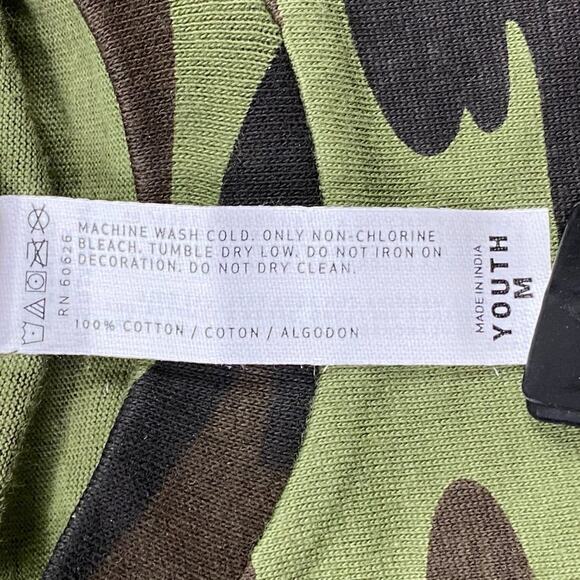 RN 60626
MACHINE WASH COLD. ONLY NON-CHLORINE
BLEACH. TUMBLE DRY LOW. DO NOT IRON ON
DECORATION. DO NOT DRY CLEAN.
100% COTTON / COTON / ALGODON
MADE IN INDIA
YOUTH
M